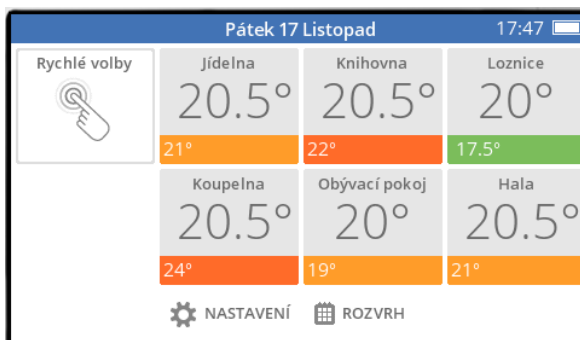 Pátek 17 Listopad 17:47
Rychlé volby
Jídelna
20.5°
21°
Knihovna
20.5°
22°
Loznice
20°
17.5°
Koupelna
20.5°
24°
Obývací pokoj
20°
19°
Hala
20.5°
21°
NASTAVENÍ
ROZVRH